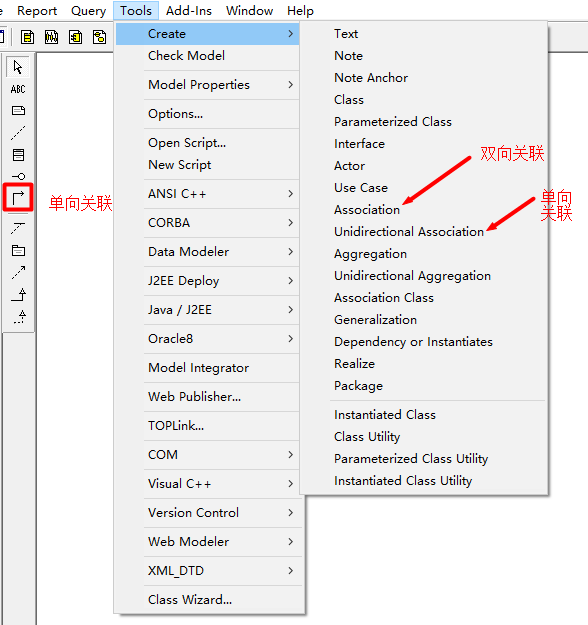 Report Query Tools Add-Ins Window Help
ABC
单向关联
Create
Check Model
Model Properties
Options...
Open Script...
New Script
ANSI C++
CORBA
Data Modeler
J2EE Deploy
Java / J2EE
Oracle8
Model Integrator
Web Publisher...
TOPLink...
COM
Visual C++
Version Control
Web Modeler
XML_DTD
Class Wizard...
Text
Note
Note Anchor
Class
Parameterized Class
Interface
Actor
Use Case
Association
Unidirectional Association
Aggregation
Unidirectional Aggregation
Association Class
Generalization
Dependency or Instantiates
Realize
Package
Instantiated Class
Class Utility
Parameterized Class Utility
Instantiated Class Utility
双向关联
单向
关联